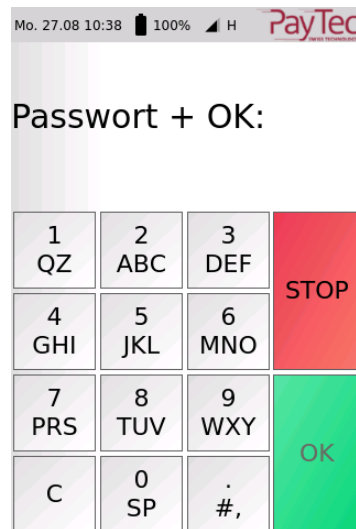 Mo. 27.08 10:38 100% H PayTec
SWISS TECHNOLOGY
Passwort + OK:
1 2 3
QZ ABC DEF
STOP
4 5 6
GHI JKL MNO
7 8 9
PRS TUV WXY
OK
C 0 .
SP #,